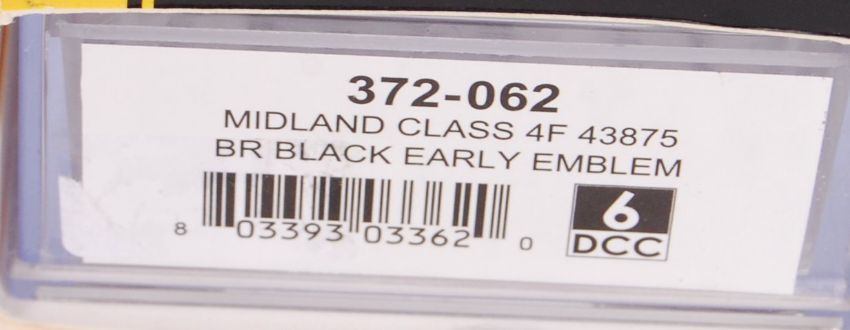 372-062
MIDLAND CLASS 4F 43875
BR BLACK EARLY EMBLEM
8 03393 03362 0
6
DCC